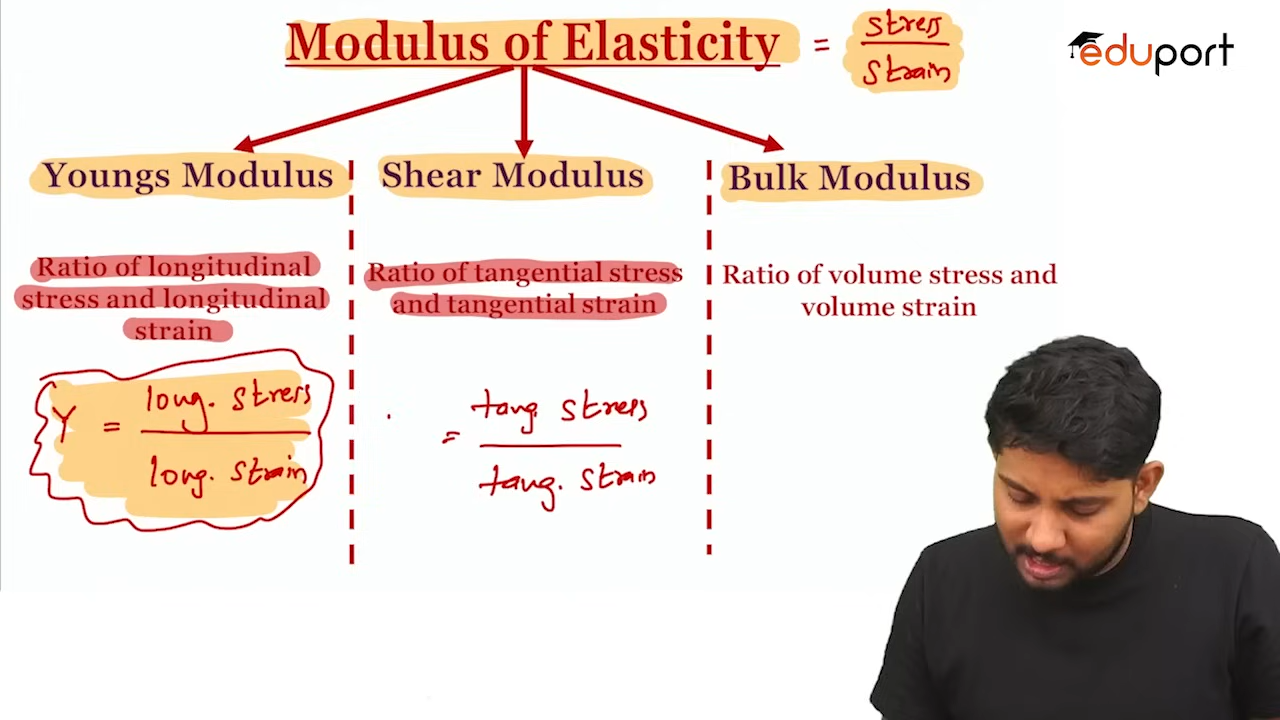 Modulus of Elasticity = stress / strain
eduport
Youngs Modulus
Shear Modulus
Bulk Modulus
Ratio of longitudinal
stress and longitudinal
strain
Ratio of tangential stress
and tangential strain
Ratio of volume stress and
volume strain
Y = long. stress
long. strain
= tang. stress
tang. strain